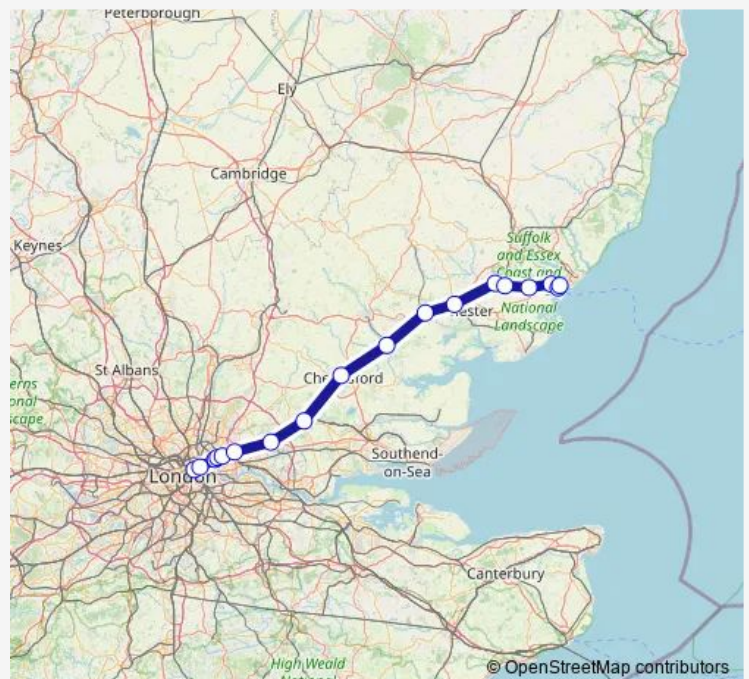 Peterborough
Ely
Cambridge
Keynes
Suffolk
and Essex
Coast and
National
Landscape
St Albans
erns
onal
scape
London
Southend-
on-Sea
Canterbury
High Weald
© OpenStreetMap contributors